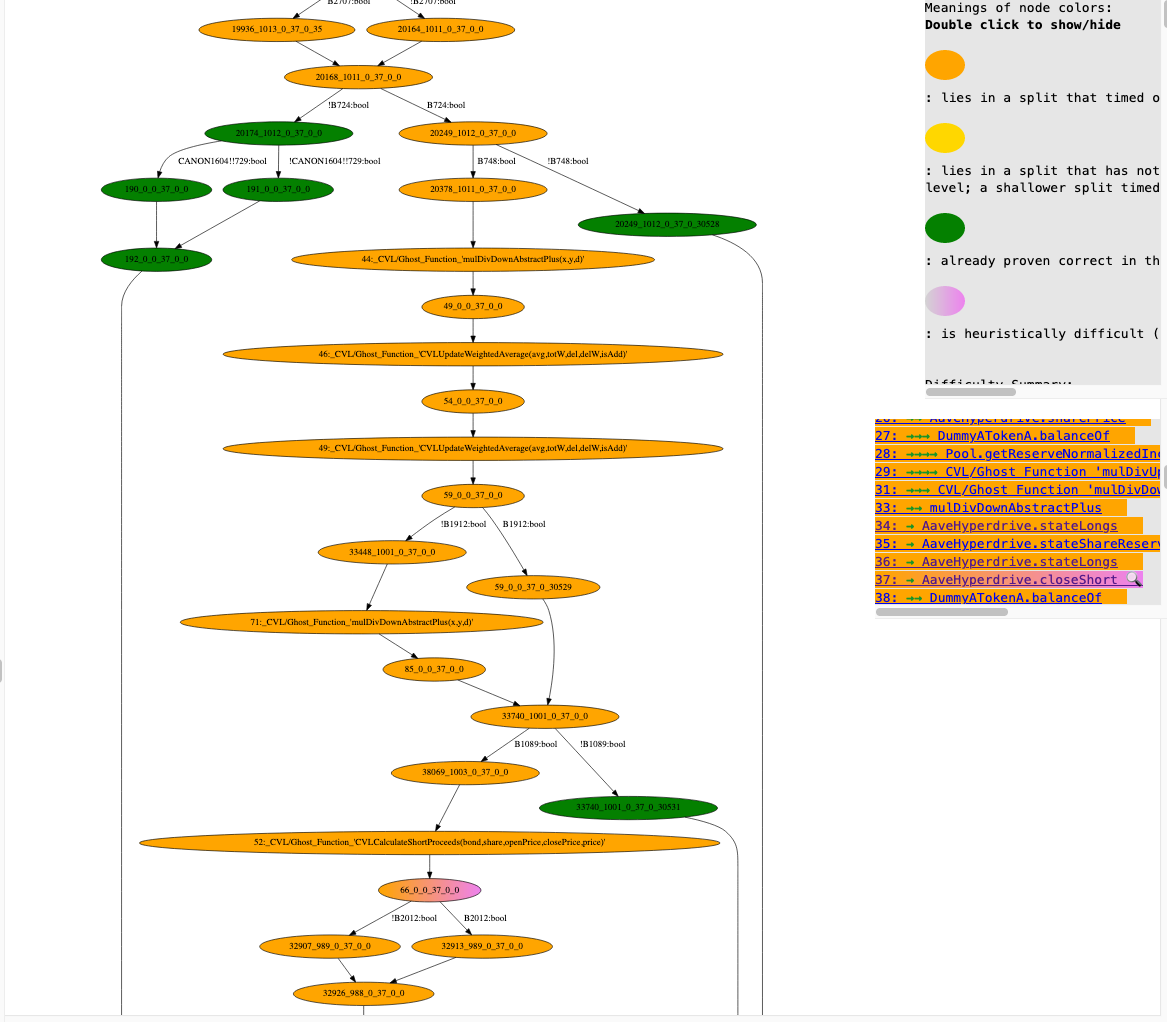 B2707:bool
!B2707:bool
19936_1013_0_37_0_35
20164_1011_0_37_0_0
20168_1011_0_37_0_0
!B724:bool
B724:bool
20174_1012_0_37_0_0
20249_1012_0_37_0_0
CANON1604!!729:bool
!CANON1604!!729:bool
B748:bool
!B748:bool
190_0_0_37_0_0
191_0_0_37_0_0
20378_1011_0_37_0_0
20249_1012_0_37_0_30528
192_0_0_37_0_0
44:_CVL/Ghost_Function_'mulDivDownAbstractPlus(x,y,d)'
49_0_0_37_0_0
46:_CVL/Ghost_Function_'CVLUpdateWeightedAverage(avg,totW,del,delW,isAdd)'
54_0_0_37_0_0
49:_CVL/Ghost_Function_'CVLUpdateWeightedAverage(avg,totW,del,delW,isAdd)'
59_0_0_37_0_0
!B1912:bool
B1912:bool
33448_1001_0_37_0_0
59_0_0_37_0_30529
71:_CVL/Ghost_Function_'mulDivDownAbstractPlus(x,y,d)'
85_0_0_37_0_0
33740_1001_0_37_0_0
B1089:bool
!B1089:bool
38069_1003_0_37_0_0
33740_1001_0_37_0_30531
52:_CVL/Ghost_Function_'CVLCalculateShortProceeds(bond,share,openPrice,closePrice,price)'
66_0_0_37_0_0
!B2012:bool
B2012:bool
32907_989_0_37_0_0
32913_989_0_37_0_0
32926_988_0_37_0_0
Meanings of node colors:
Double click to show/hide
: lies in a split that timed o
: lies in a split that has not
level; a shallower split timed
: already proven correct in th
: is heuristically difficult (
Difficulty Summary:
26: →→ AaveHyperdrive.sharePrice
27: →→→ DummyATokenA.balanceOf
28: →→→→ Pool.getReserveNormalizedInc
29: →→→→ CVL/Ghost Function 'mulDivUp
31: →→→ CVL/Ghost Function 'mulDivDow
33: →→ mulDivDownAbstractPlus
34: → AaveHyperdrive.stateLongs
35: AaveHyperdrive.stateShareReserv
36: → AaveHyperdrive.stateLongs
37: → AaveHyperdrive.closeShort 🔍
38: →→ DummyATokenA.balanceOf